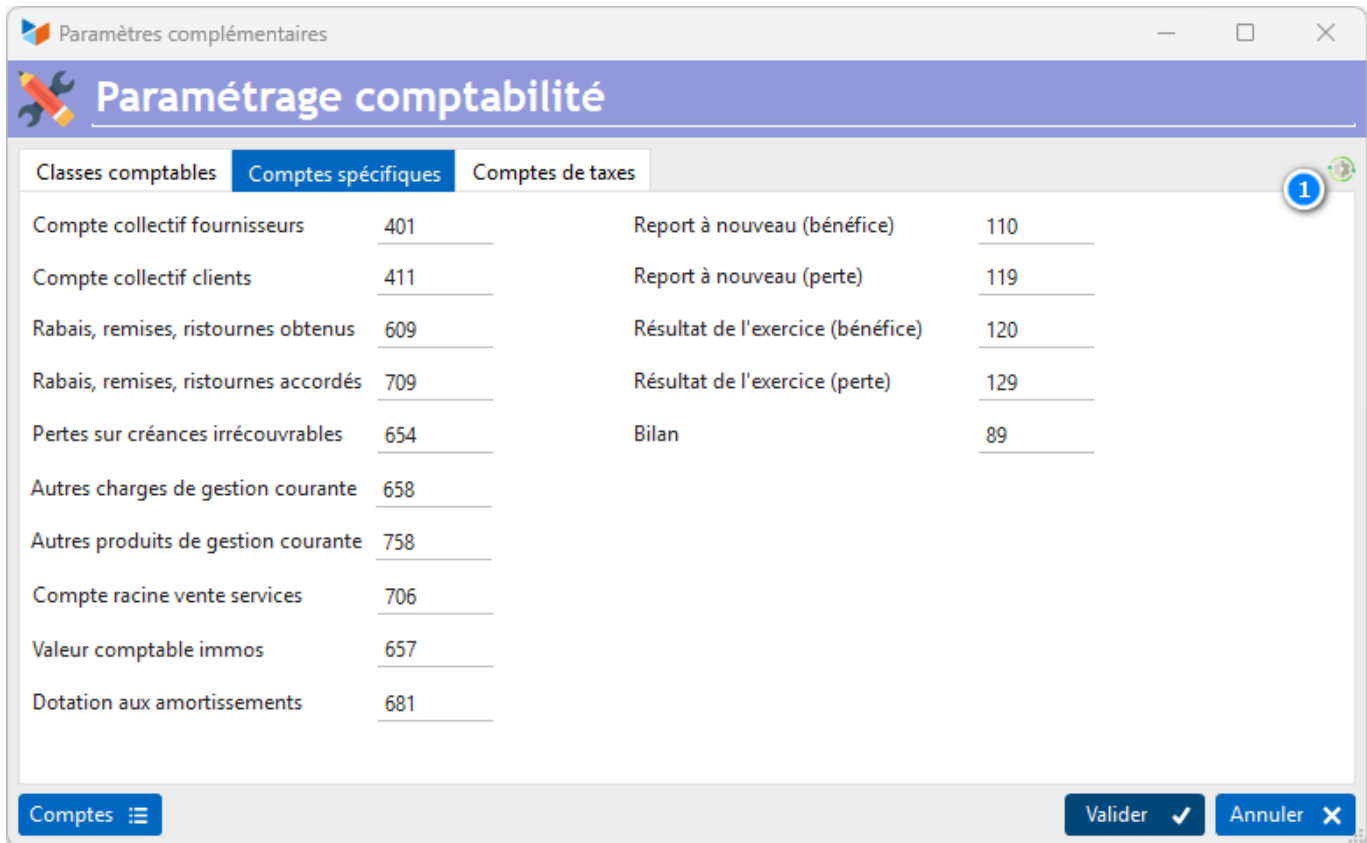 Paramètres complémentaires
Paramétrage comptabilité
Classes comptables Comptes spécifiques Comptes de taxes
1
Compte collectif fournisseurs 401 Report à nouveau (bénéfice) 110
Compte collectif clients 411 Report à nouveau (perte) 119
Rabais, remises, ristournes obtenus 609 Résultat de l'exercice (bénéfice) 120
Rabais, remises, ristournes accordés 709 Résultat de l'exercice (perte) 129
Pertes sur créances irrécouvrables 654 Bilan 89
Autres charges de gestion courante 658
Autres produits de gestion courante 758
Compte racine vente services 706
Valeur comptable immos 657
Dotation aux amortissements 681
Comptes Valider Annuler